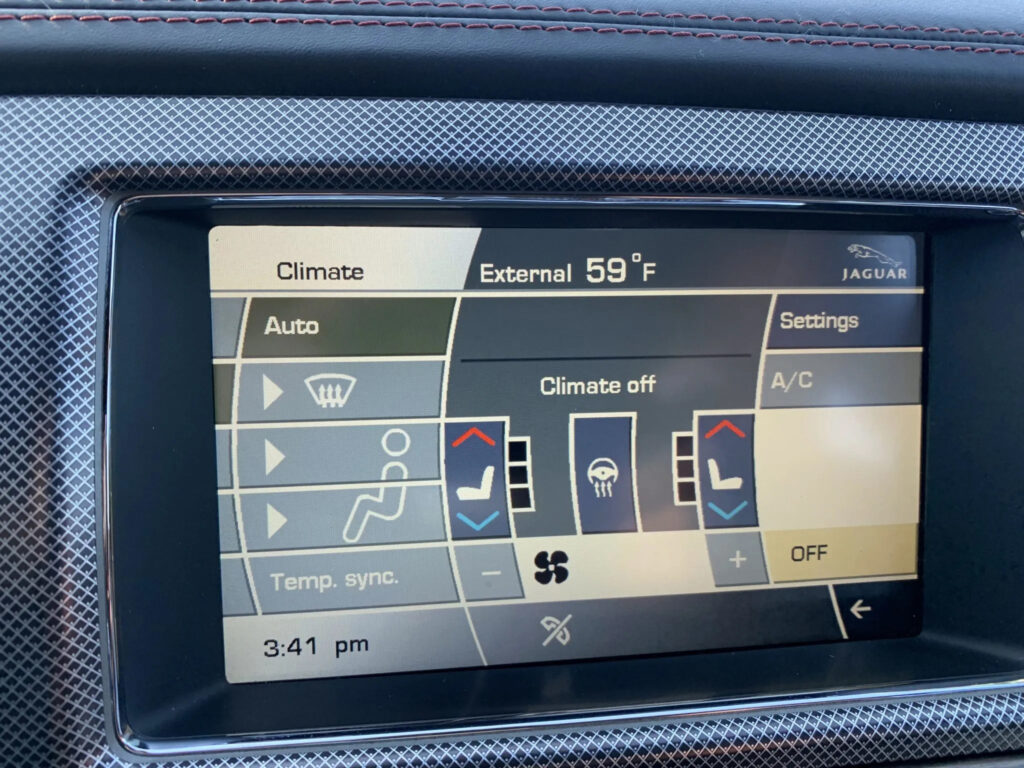 Climate
External 59°F
JAGUAR
Auto
Settings
Climate off
A/C
OFF
Temp. sync.
− +
3:41 pm